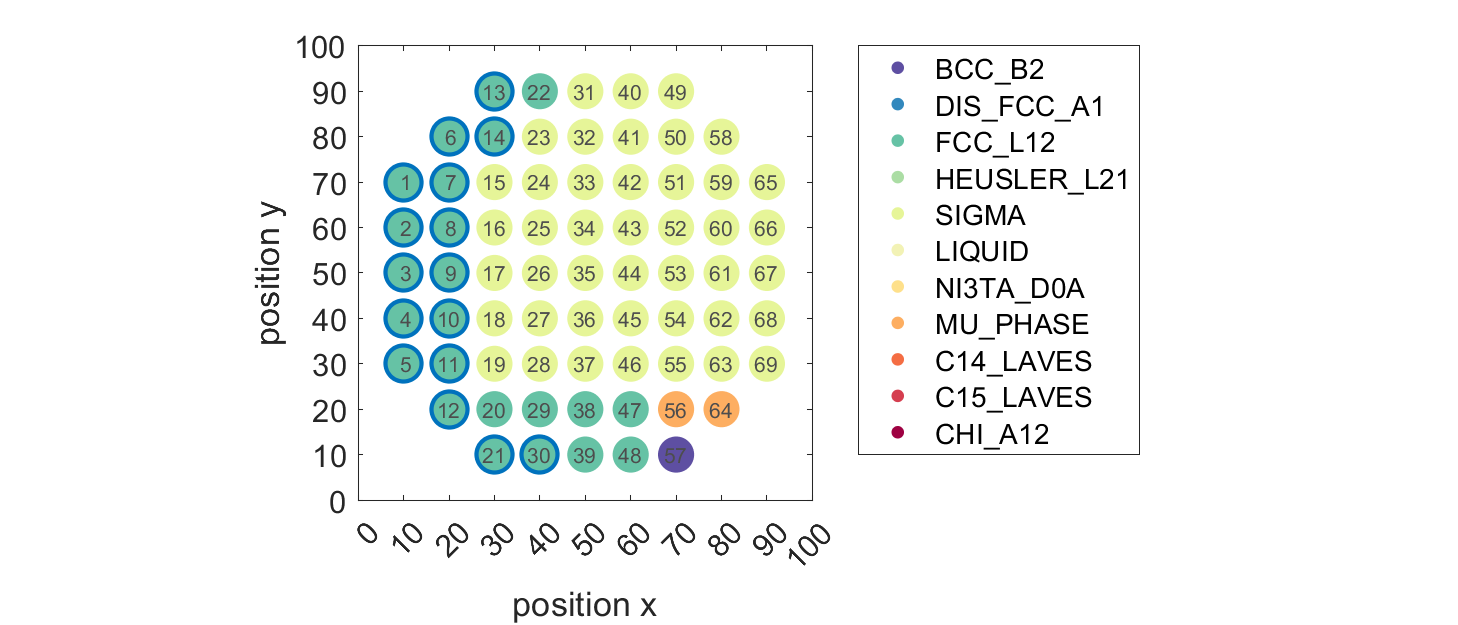 100
90
80
70
60
50
40
30
20
10
0
position y
13 22 31 40 49
6 14 23 32 41 50 58
1 7 15 24 33 42 51 59 65
2 8 16 25 34 43 52 60 66
3 9 17 26 35 44 53 61 67
4 10 18 27 36 45 54 62 68
5 11 19 28 37 46 55 63 69
12 20 29 38 47 56 64
21 30 39 48 57
0 10 20 30 40 50 60 70 80 90 100
position x
BCC_B2
DIS_FCC_A1
FCC_L12
HEUSLER_L21
SIGMA
LIQUID
NI3TA_D0A
MU_PHASE
C14_LAVES
C15_LAVES
CHI_A12